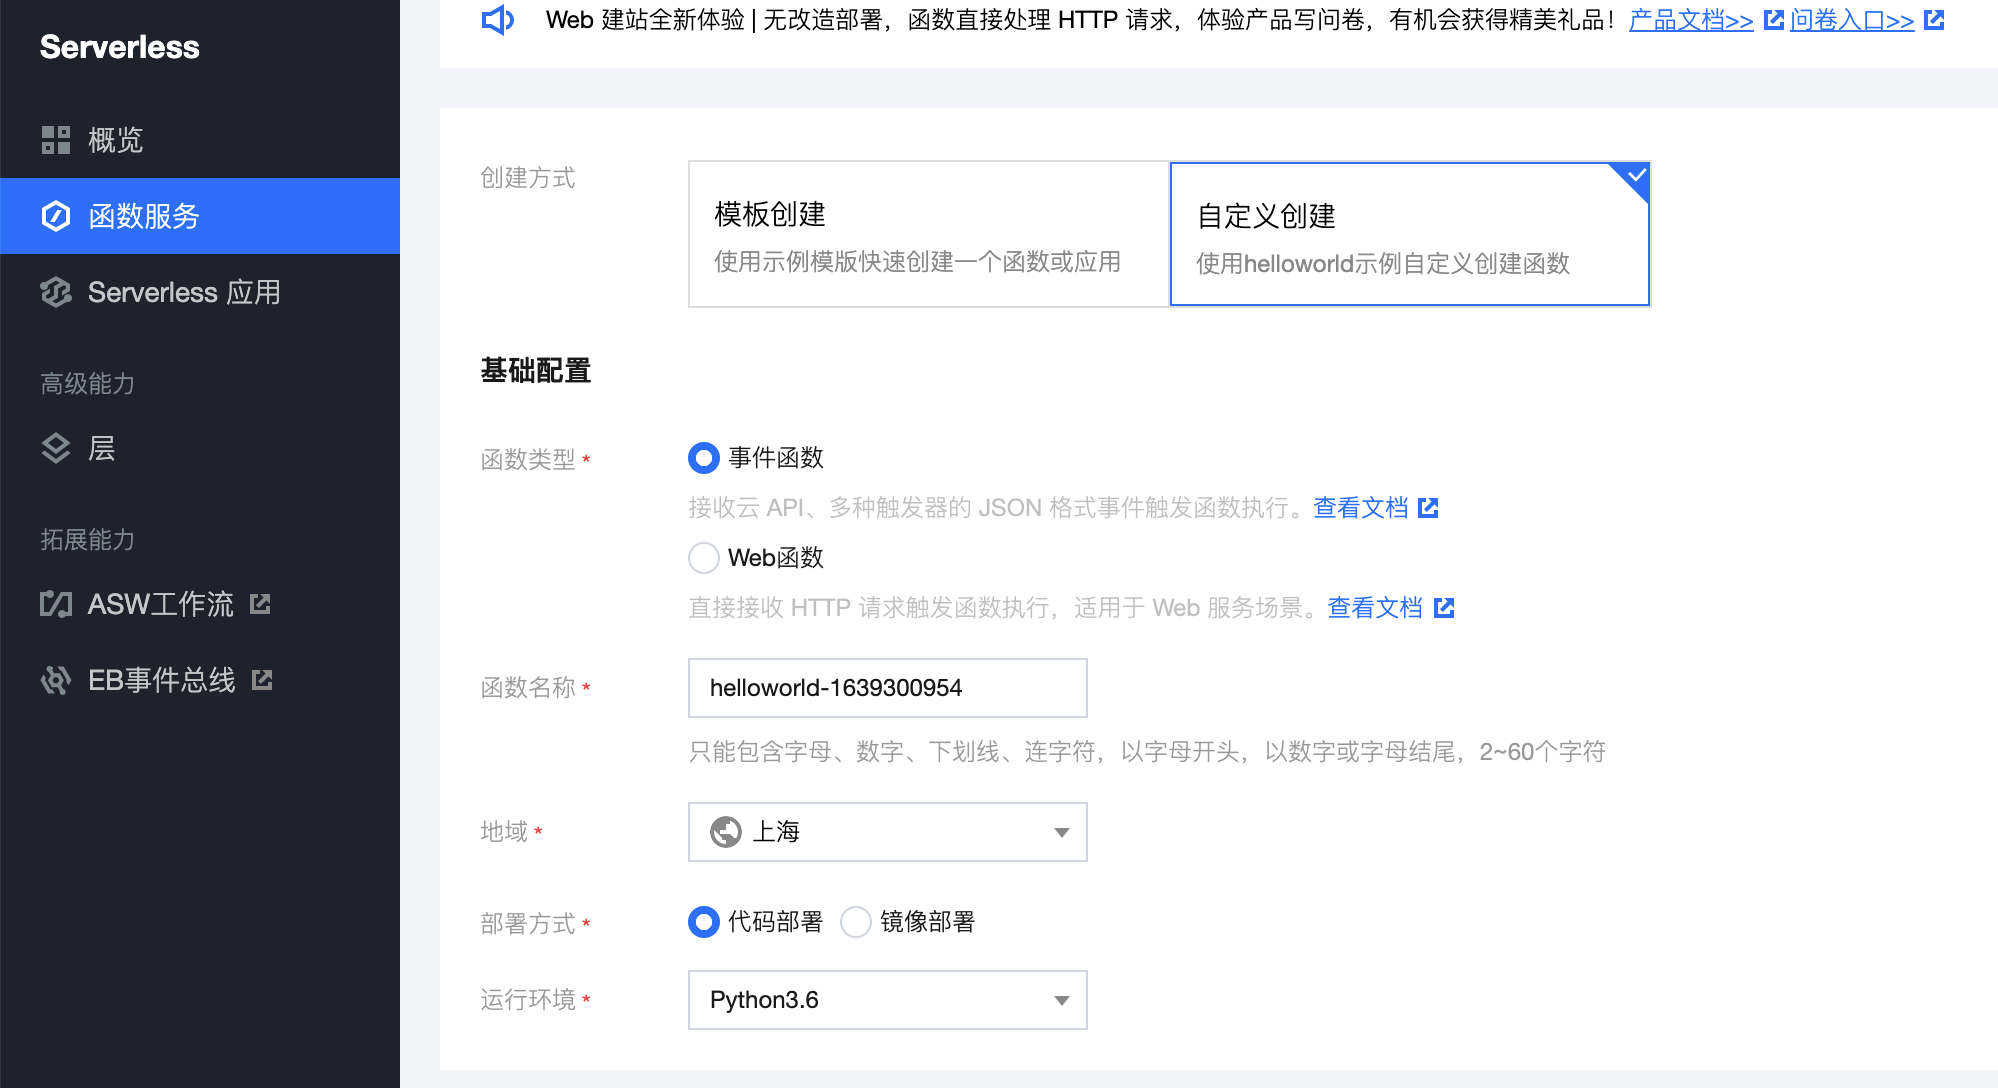 Serverless
概览
函数服务
Serverless 应用
高级能力
层
拓展能力
ASW工作流
EB事件总线
Web 建站全新体验 | 无改造部署，函数直接处理 HTTP 请求，体验产品写问卷，有机会获得精美礼品！ 产品文档>> 问卷入口>>
创建方式
模板创建
使用示例模版快速创建一个函数或应用
自定义创建
使用helloworld示例自定义创建函数
基础配置
函数类型 *
事件函数
接收云 API、多种触发器的 JSON 格式事件触发函数执行。查看文档
Web函数
直接接收 HTTP 请求触发函数执行，适用于 Web 服务场景。查看文档
函数名称 *
helloworld-1639300954
只能包含字母、数字、下划线、连字符，以字母开头，以数字或字母结尾，2~60个字符
地域 *
上海
部署方式 *
代码部署 镜像部署
运行环境 *
Python3.6